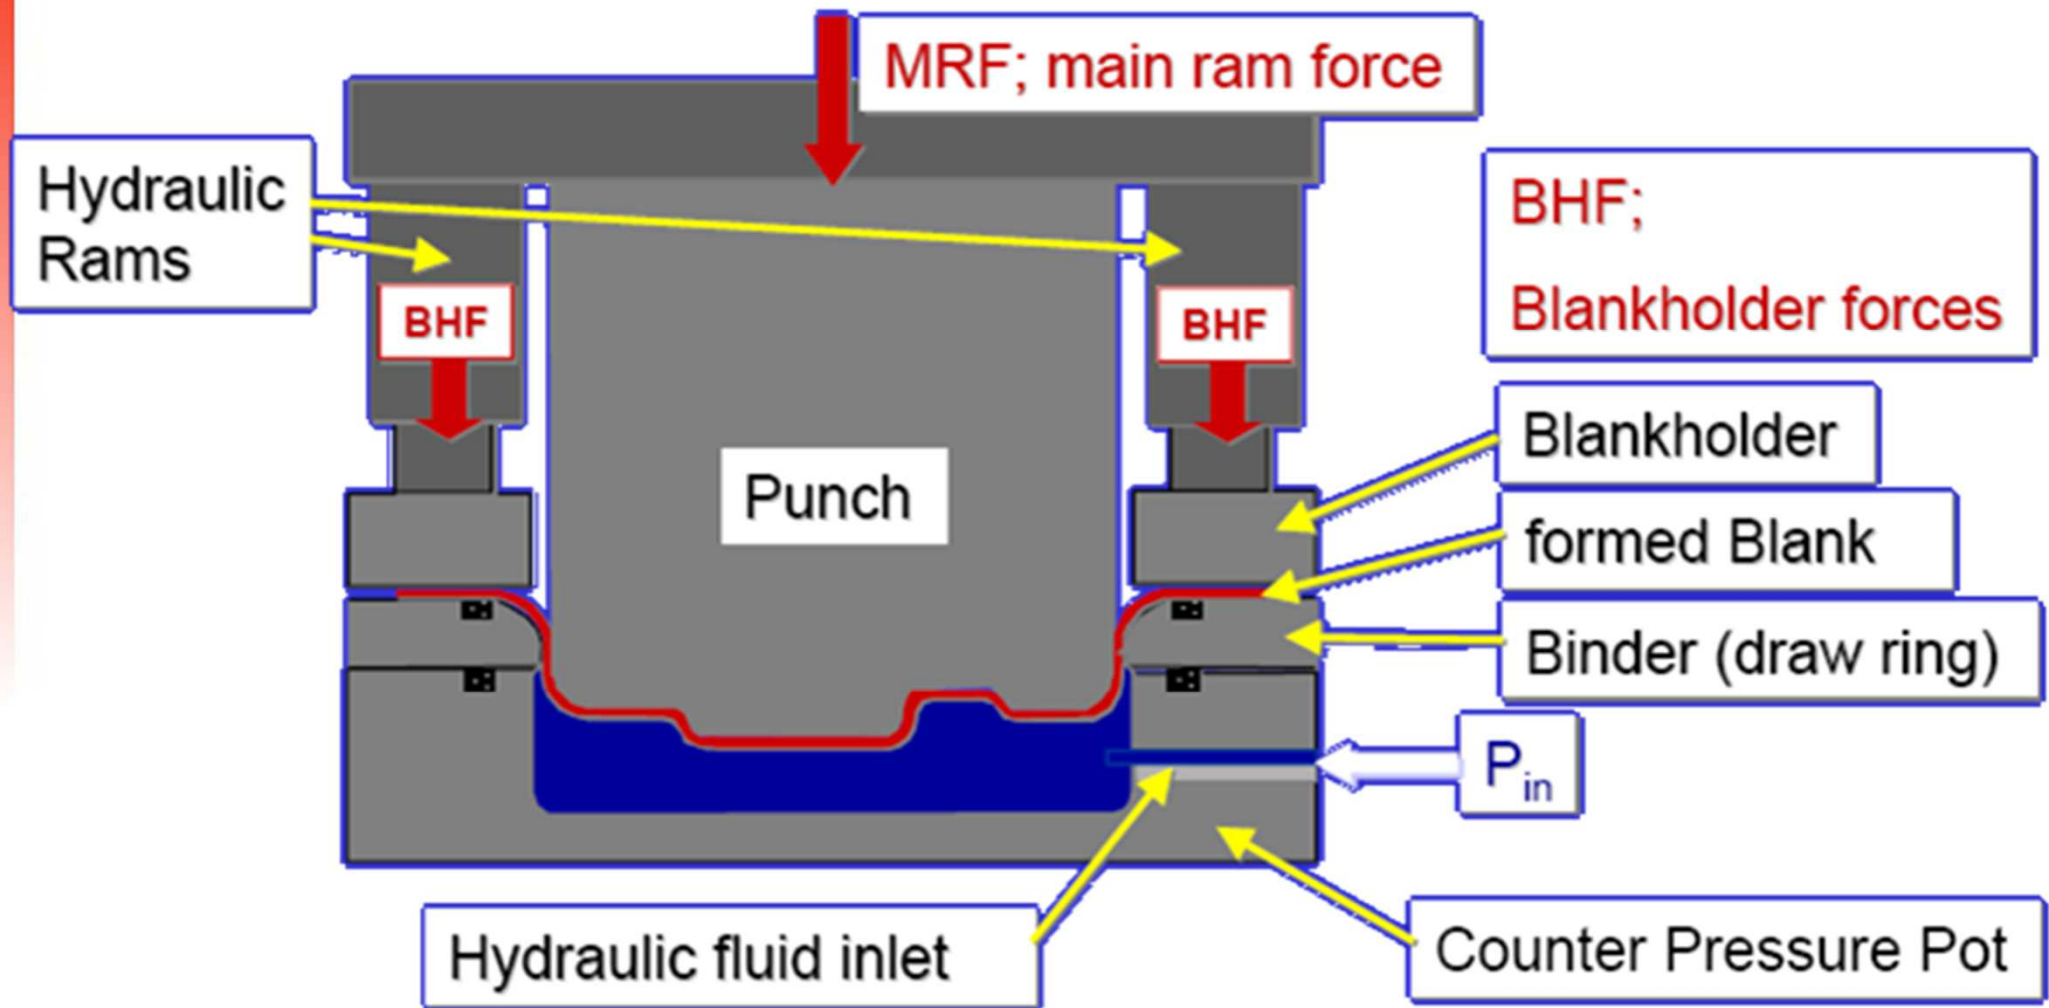 MRF; main ram force
Hydraulic
Rams
BHF;
Blankholder forces
BHF
BHF
Blankholder
Punch
formed Blank
Binder (draw ring)
Pin
Hydraulic fluid inlet
Counter Pressure Pot